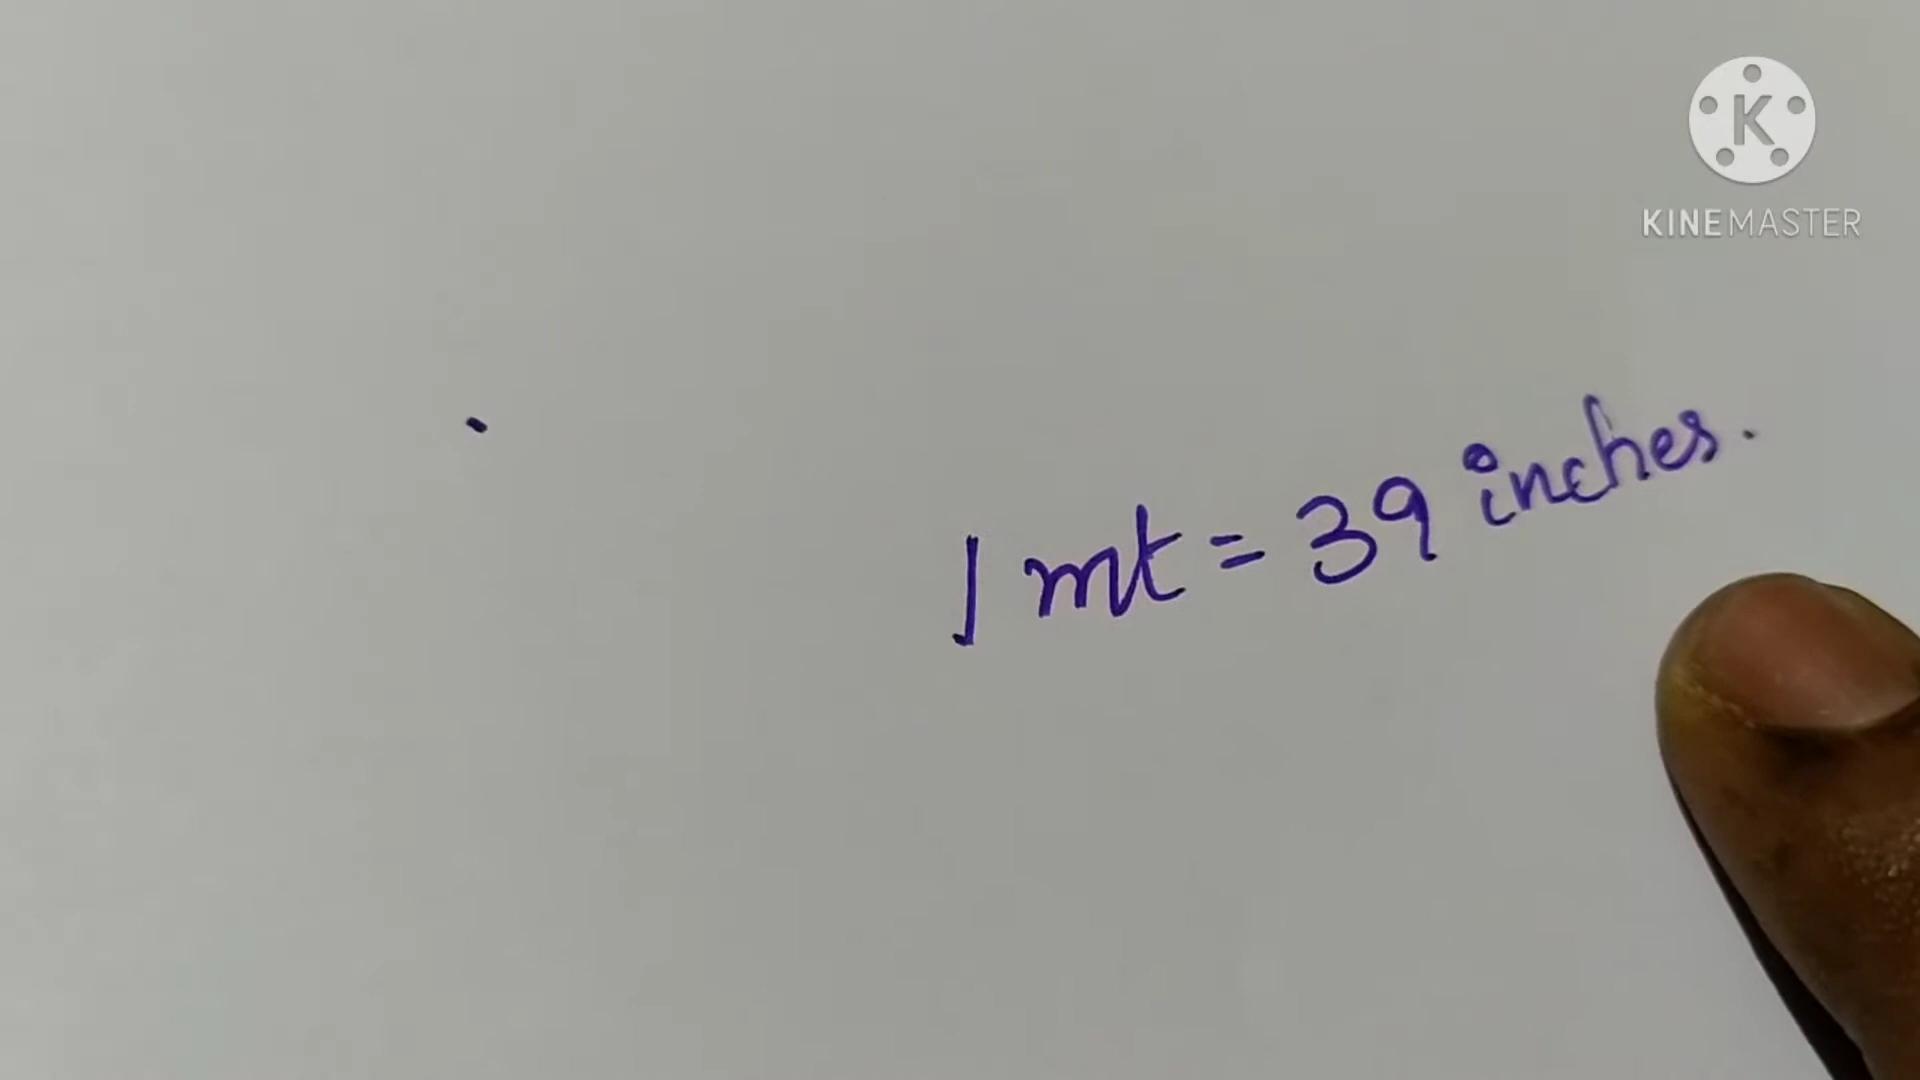 K
KINEMASTER
1 mt = 39 inches.